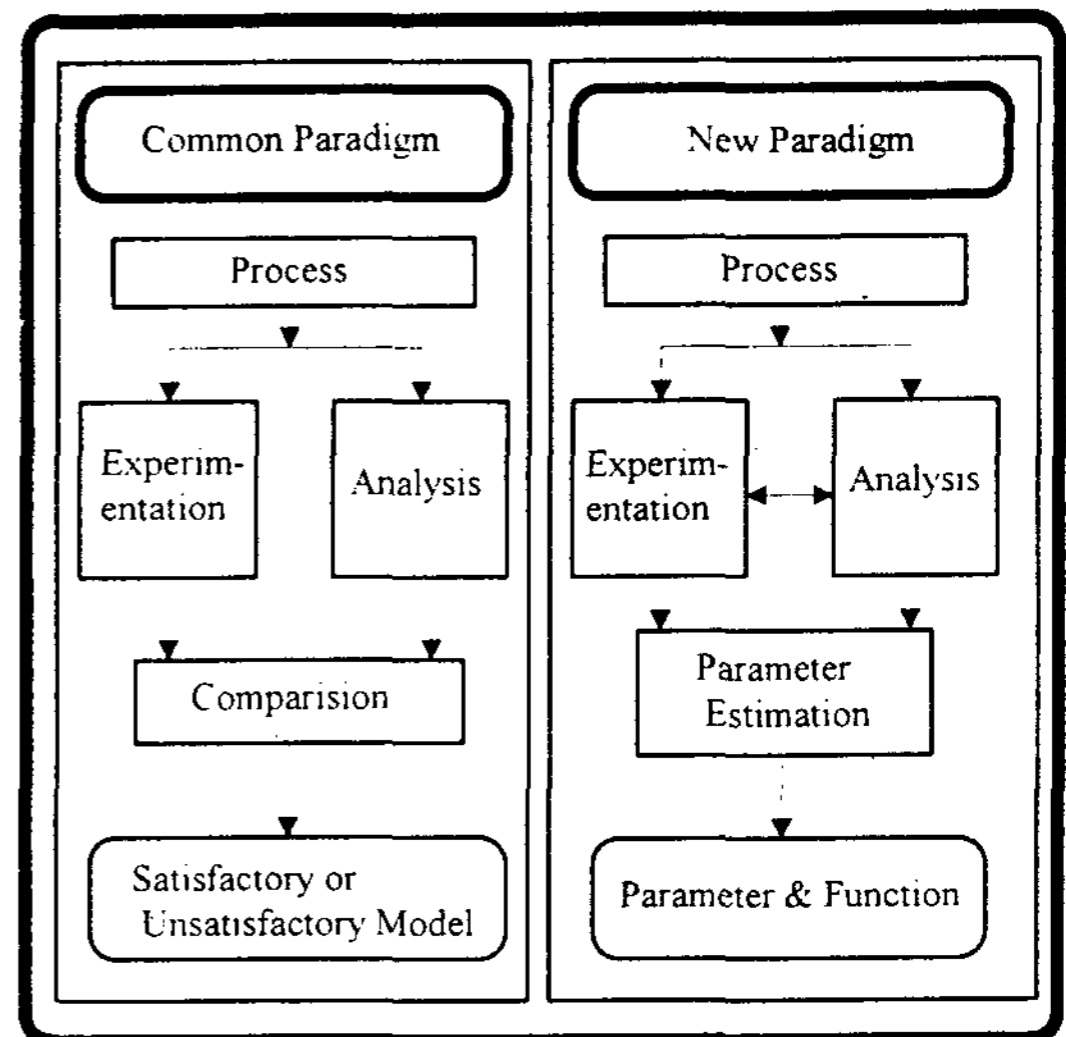 Common Paradigm
Process
Experim-
entation
Analysis
Comparision
Satisfactory or
Unsatisfactory Model
New Paradigm
Process
Experim-
entation
Analysis
Parameter
Estimation
Parameter & Function